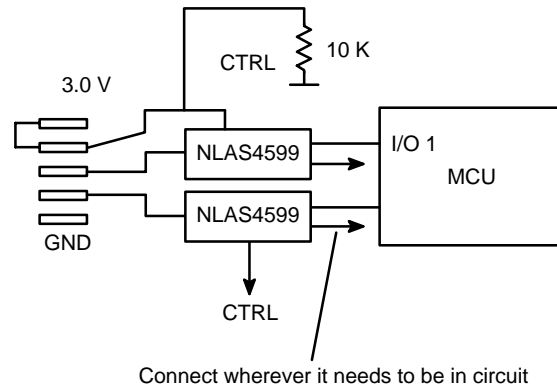 CTRL
10 K
3.0 V
NLAS4599
I/O 1
MCU
NLAS4599
GND
CTRL
Connect wherever it needs to be in circuit